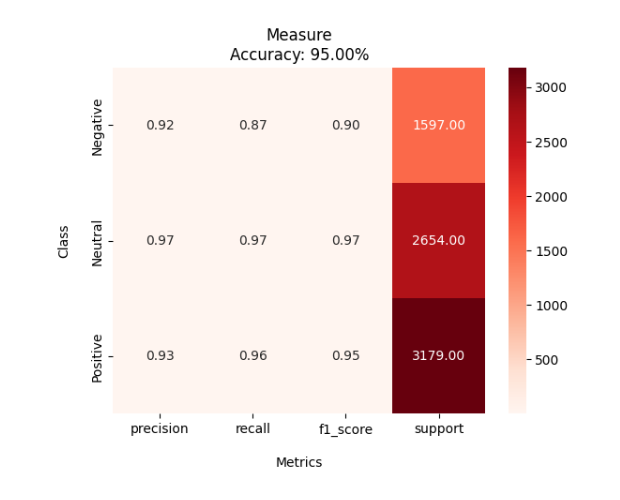 Measure
Accuracy: 95.00%
Class
Negative 0.92 0.87 0.90 1597.00
Neutral 0.97 0.97 0.97 2654.00
Positive 0.93 0.96 0.95 3179.00
precision recall f1_score support
Metrics
3000
2500
2000
1500
1000
500